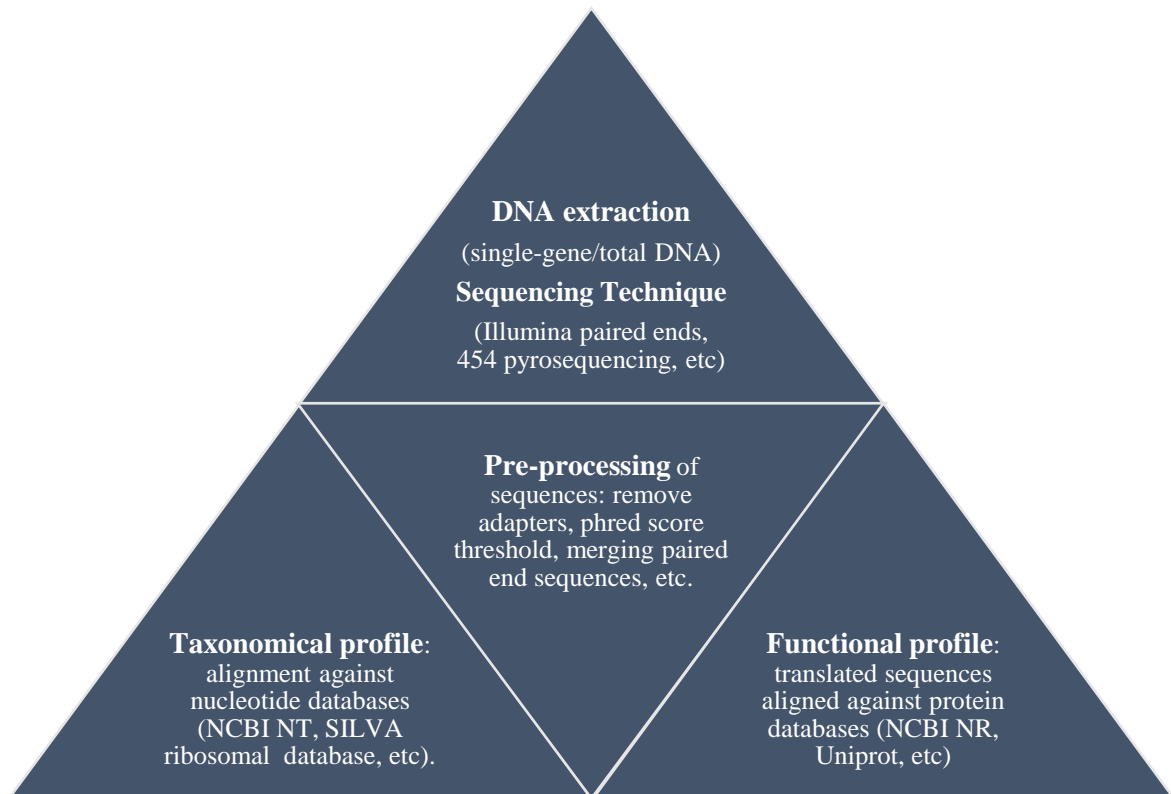 DNA extraction
(single-gene/total DNA)
Sequencing Technique
(Illumina paired ends,
454 pyrosequencing, etc)
Pre-processing of
sequences: remove
adapters, phred score
threshold, merging paired
end sequences, etc.
Taxonomical profile:
alignment against
nucleotide databases
(NCBI NT, SILVA
ribosomal database, etc).
Functional profile:
translated sequences
aligned against protein
databases (NCBI NR,
Uniprot, etc)